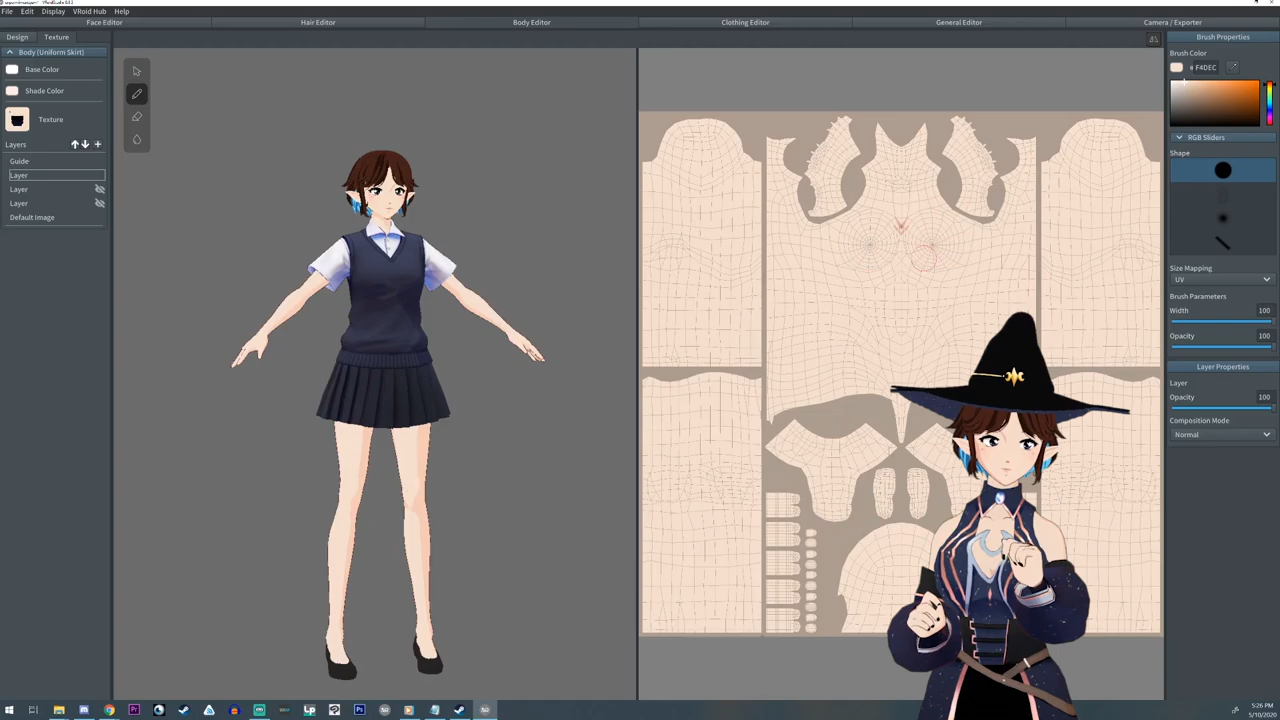 File Edit Display VRoid Hub Help
Face Editor Hair Editor Body Editor Clothing Editor General Editor Camera / Exporter
Design Texture
Body (Uniform Skirt)
Base Color
Shade Color
Texture
Layers
Guide
Layer
Layer
Layer
Default Image
Brush Properties
Brush Color
F4DEC
RGB Sliders
Shape
Size Mapping
UV
Brush Parameters
Width 100
Opacity 100
Layer Properties
Layer
Opacity 100
Composition Mode
Normal
Pr
Lp
Ps
5:26 PM
5/10/2020